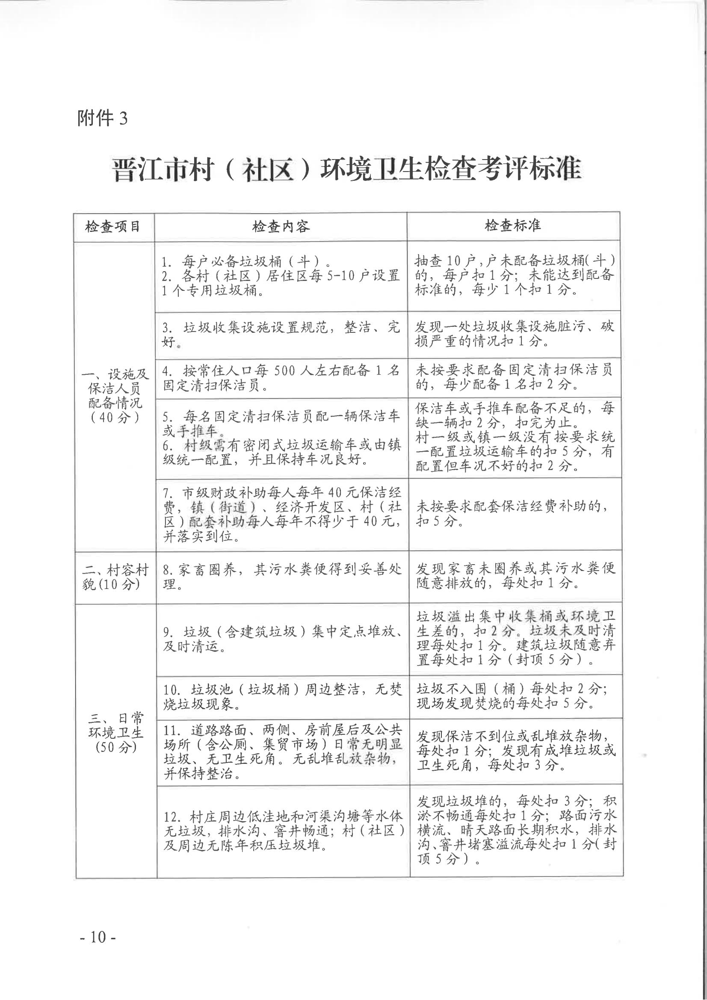 附件 3
晋江市村（社区）环境卫生检查考评标准
检查项目
检查内容
检查标准
一、设施及
保洁人员
配备情况
（40 分）
1. 每户必备垃圾桶（斗）。
2. 各村（社区）居住区每 5-10 户设置
1 个专用垃圾桶。
抽查 10 户,户未配备垃圾桶(斗)
的，每户扣 1 分；未能达到配备
标准的，每少 1 个扣 1 分。
3. 垃圾收集设施设置规范，整洁、完
好。
发现一处垃圾收集设施脏污、破
损严重的情况扣 1 分。
4. 按常住人口每 500 人左右配备 1 名
固定清扫保洁员。
未按要求配备固定清扫保洁员
的，每少配备 1 名扣 2 分。
5. 每名固定清扫保洁员配一辆保洁车
或手推车。
6. 村级需有密闭式垃圾运输车或由镇
级统一配置，并且保持车况良好。
保洁车或手推车配备不足的，每
缺一辆扣 2 分，扣完为止。
村一级或镇一级没有按要求统
一配置垃圾运输车的扣 5 分，有
配置但车况不好的扣 2 分。
7. 市级财政补助每人每年 40 元保洁经
费，镇（街道）、经济开发区、村（社
区）配套补助每人每年不得少于 40 元，
并落实到位。
未按要求配套保洁经费补助的，
扣 5 分。
二、村容村
貌(10 分)
8. 家畜圈养，其污水粪便得到妥善处
理。
发现家畜未圈养或其污水粪便
随意排放的，每处扣 1 分。
三、日常
环境卫生
(50 分)
9. 垃圾（含建筑垃圾）集中定点堆放、
及时清运。
垃圾溢出集中收集桶或环境卫
生差的，扣 2 分。垃圾未及时清
理每处扣 1 分。建筑垃圾随意弃
置每处扣 1 分（封顶 5 分）。
10. 垃圾池（垃圾桶）周边整洁，无焚
烧垃圾现象。
垃圾不入围（桶）每处扣 2 分；
现场发现焚烧的每处扣 5 分。
11. 道路路面、两侧、房前屋后及公共
场所（含公厕、集贸市场）日常无明显
垃圾、无卫生死角。无乱堆乱放杂物，
并保持整治。
发现保洁不到位或乱堆放杂物，
每处扣 1 分；发现有成堆垃圾或
卫生死角，每处扣 3 分。
12. 村庄周边低洼地和河渠沟塘等水体
无垃圾，排水沟、窨井畅通；村（社区）
及周边无陈年积压垃圾堆。
发现垃圾堆的，每处扣 3 分；积
淤不畅通每处扣 1 分；路面污水
横流、晴天路面长期积水，排水
沟、窨井堵塞溢流每处扣 1 分(封
顶 5 分）。
- 10 -